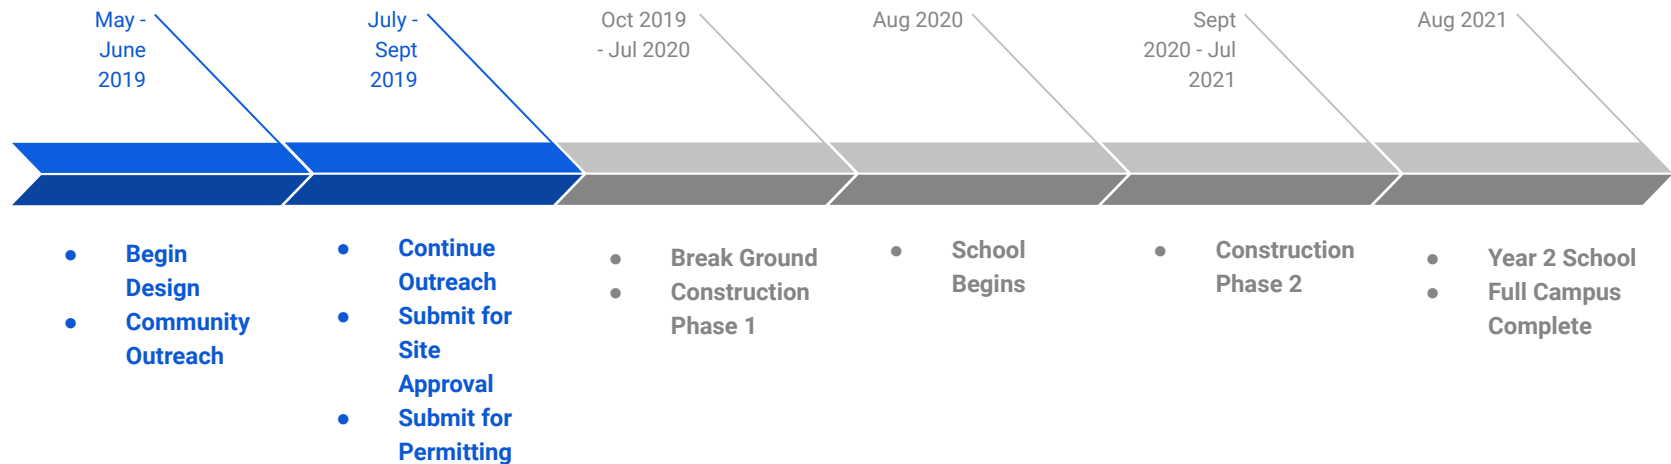 May -
June
2019
July -
Sept
2019
Oct 2019
- Jul 2020
Aug 2020
Sept
2020 - Jul
2021
Aug 2021
● Begin
Design
● Community
Outreach
● Continue
Outreach
● Submit for
Site
Approval
● Submit for
Permitting
● Break Ground
● Construction
Phase 1
● School
Begins
● Construction
Phase 2
● Year 2 School
● Full Campus
Complete